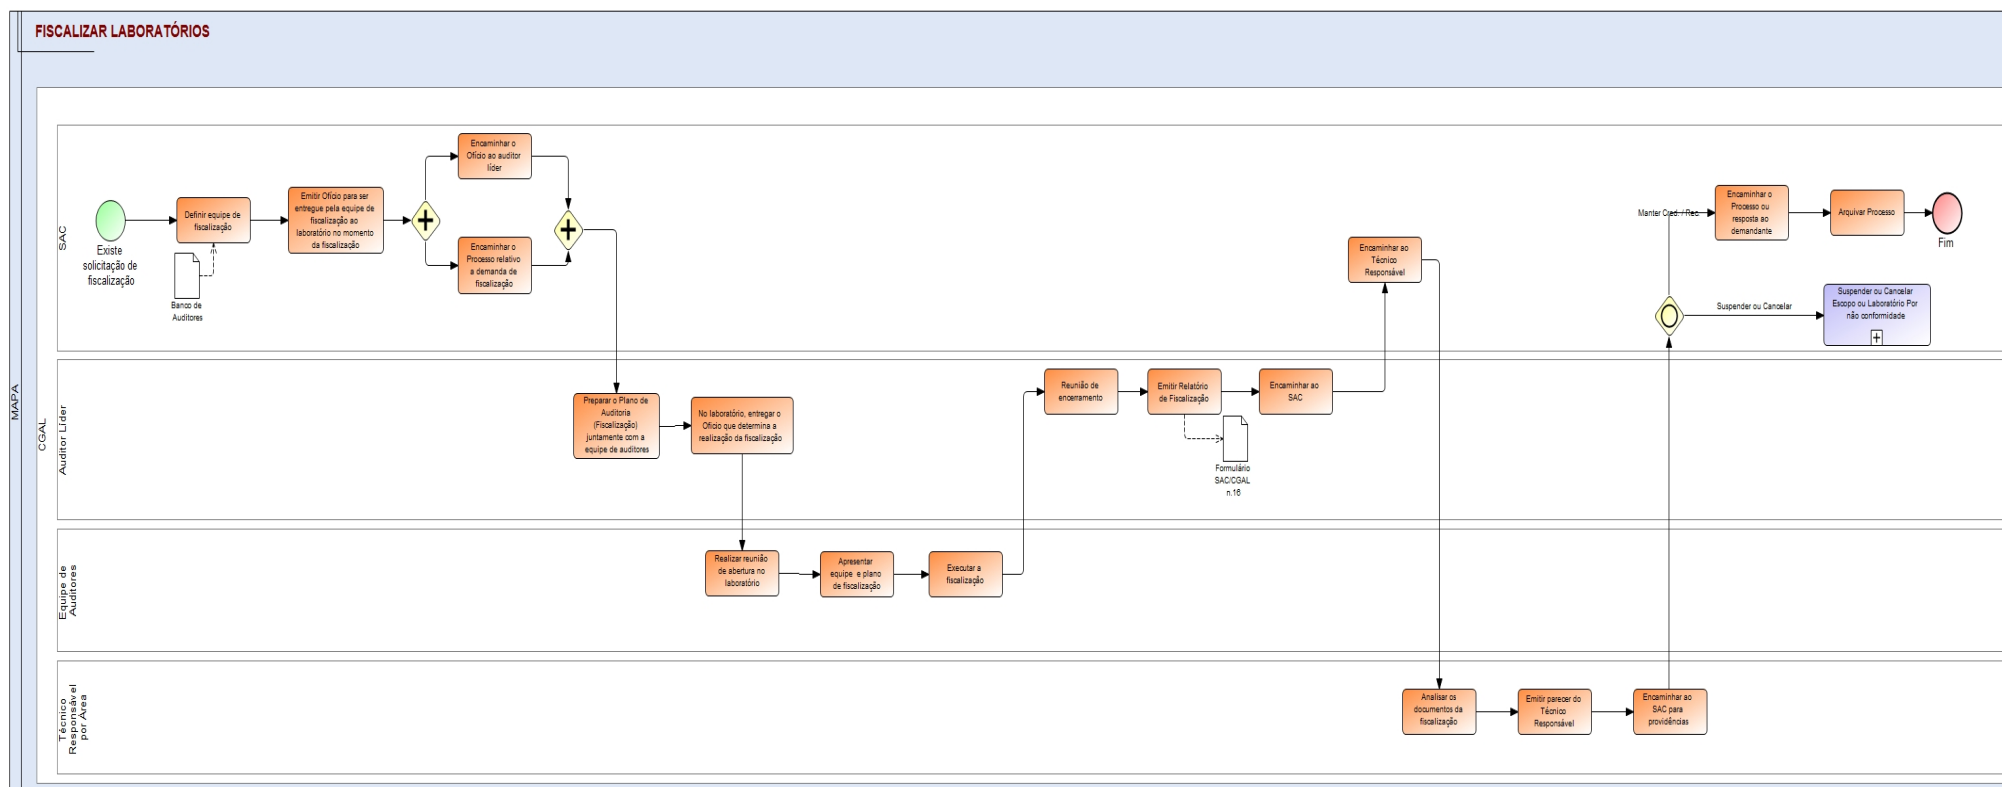 FISCALIZAR LABORATÓRIOS
MAPA
CGAL
SAC
Existe
solicitação de
fiscalização
Definir equipe de
fiscalização
Banco de
Auditores
Emitir Ofício para ser
entregue pela equipe de
fiscalização ao
laboratório no momento
da fiscalização
Encaminhar o
Ofício ao auditor
líder
Encaminhar o
Processo relativo
a demanda de
fiscalização
Encaminhar ao
Técnico
Responsável
Manter Cred. / Rec.
Encaminhar o
Processo ou
resposta ao
demandante
Arquivar Processo
Fim
Suspender ou Cancelar
Suspender ou Cancelar
Escopo ou Laboratório Por
não conformidade
Auditor Líder
Preparar o Plano de
Auditoria
(Fiscalização)
juntamente com a
equipe de auditores
No laboratório, entregar o
Ofício que determina a
realização da fiscalização
Reunião de
encerramento
Emitir Relatório
de Fiscalização
Formulário
SAC/CGAL
n.16
Encaminhar ao
SAC
Equipe de
Auditores
Realizar reunião
de abertura no
laboratório
Apresentar
equipe e plano
de fiscalização
Executar a
fiscalização
Técnico
Responsável
por Área
Analisar os
documentos da
fiscalização
Emitir parecer do
Técnico
Responsável
Encaminhar ao
SAC para
providências